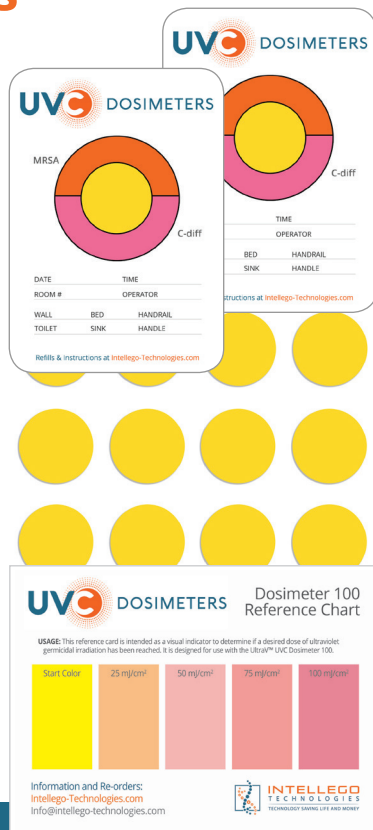 s
UVC DOSIMETERS
C-diff
TIME
OPERATOR
BED HANDRAIL
SINK HANDLE
structions at Intellego-Technologies.com
UVC DOSIMETERS
MRSA
C-diff
DATE TIME
ROOM # OPERATOR
WALL BED HANDRAIL
TOILET SINK HANDLE
Refills & instructions at Intellego-Technologies.com
UVC DOSIMETERS
Dosimeter 100
Reference Chart
USAGE: This reference card is intended as a visual indicator to determine if a desired dose of ultraviolet
germicidal irradiation has been reached. It is designed for use with the UltraV™ UVC Dosimeter 100.
Start Color 25 mJ/cm² 50 mJ/cm² 75 mJ/cm² 100 mJ/cm²
Information and Re-orders:
Intellego-Technologies.com
Info@intellego-technologies.com
INTELLEGO
TECHNOLOGIES
TECHNOLOGY SAVING LIFE AND MONEY